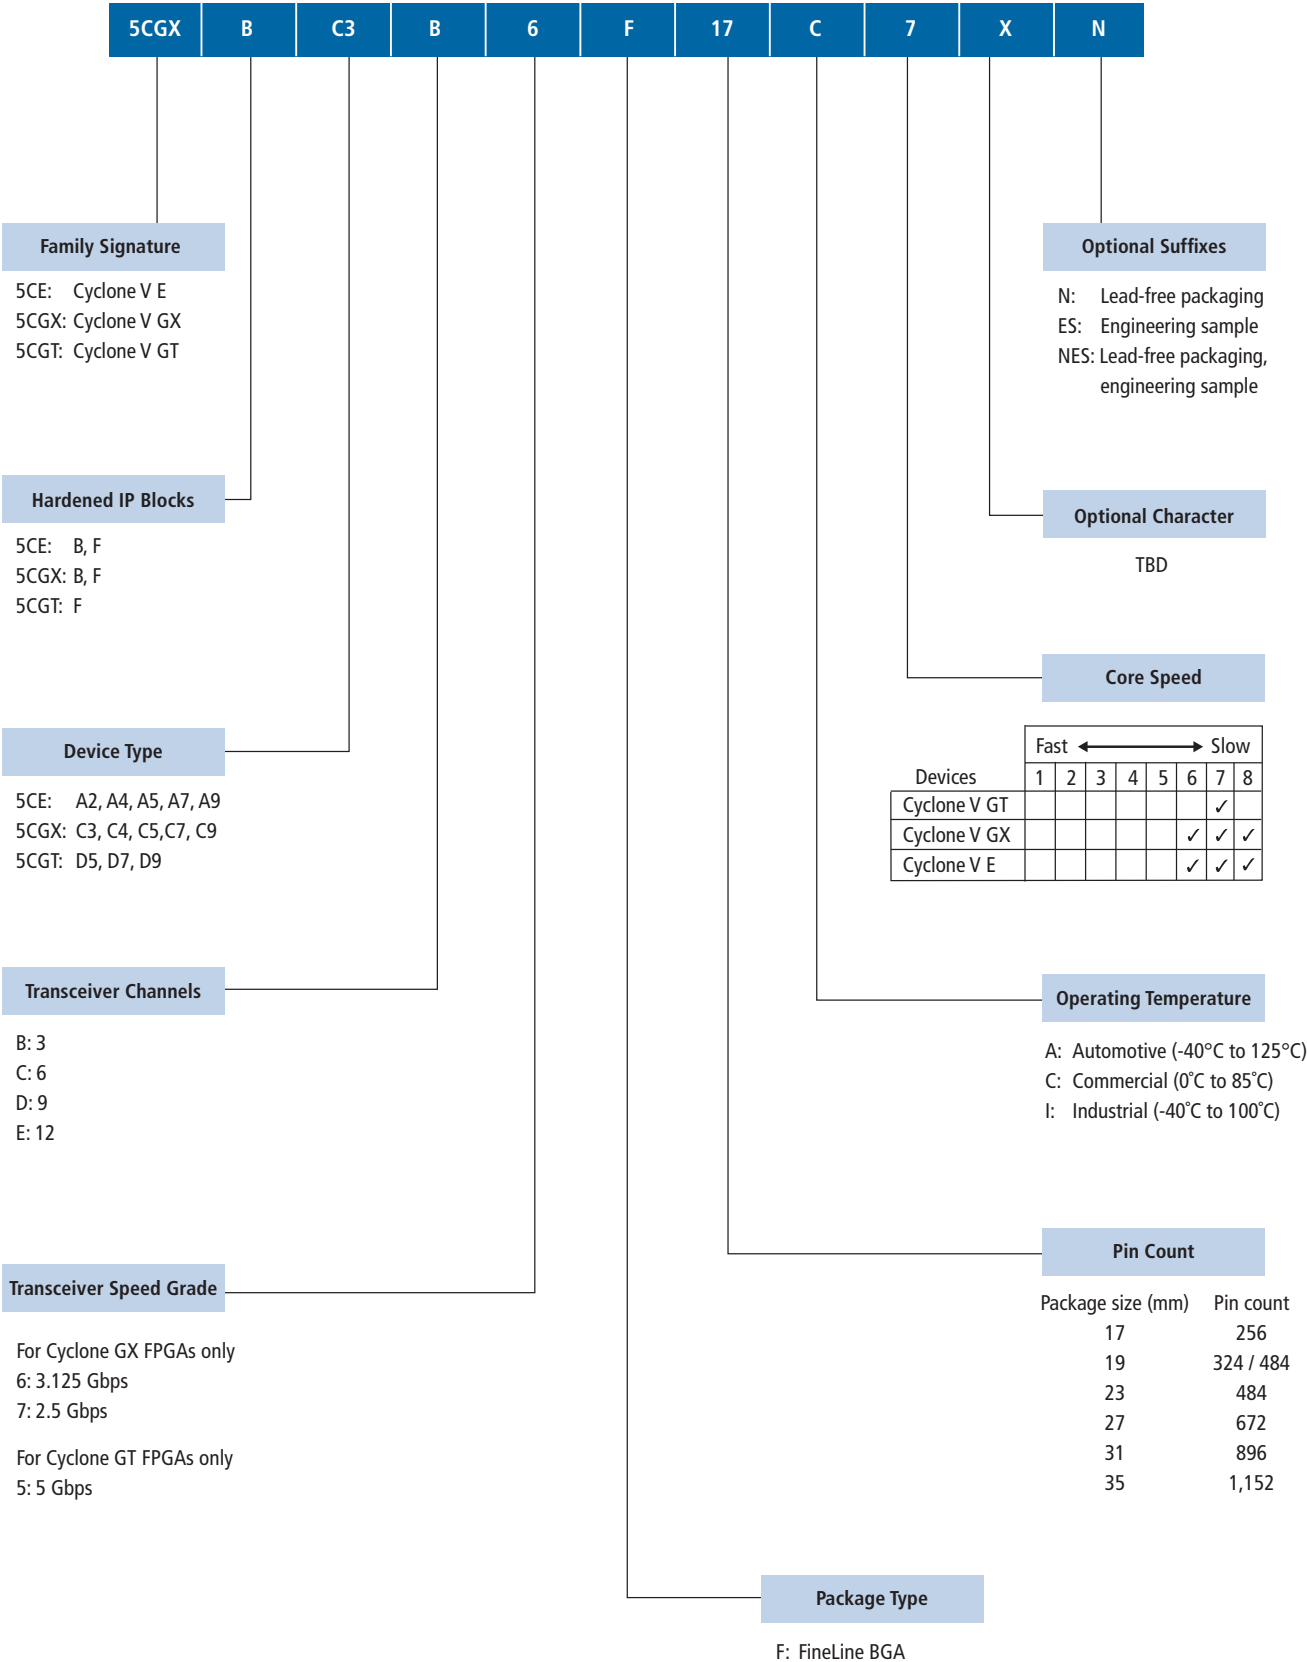 5CGX B C3 B 6 F 17 C 7 X N
Family Signature
5CE: Cyclone V E
5CGX: Cyclone V GX
5CGT: Cyclone V GT
Hardened IP Blocks
5CE: B, F
5CGX: B, F
5CGT: F
Device Type
5CE: A2, A4, A5, A7, A9
5CGX: C3, C4, C5,C7, C9
5CGT: D5, D7, D9
Transceiver Channels
B: 3
C: 6
D: 9
E: 12
Transceiver Speed Grade
For Cyclone GX FPGAs only
6: 3.125 Gbps
7: 2.5 Gbps
For Cyclone GT FPGAs only
5: 5 Gbps
Optional Suffixes
N: Lead-free packaging
ES: Engineering sample
NES: Lead-free packaging,
engineering sample
Optional Character
TBD
Core Speed
Fast Slow
Devices 1 2 3 4 5 6 7 8
Cyclone V GT ✓
Cyclone V GX ✓ ✓ ✓
Cyclone V E ✓ ✓ ✓
Operating Temperature
A: Automotive (-40°C to 125°C)
C: Commercial (0˚C to 85˚C)
I: Industrial (-40˚C to 100˚C)
Pin Count
Package size (mm) Pin count
17 256
19 324 / 484
23 484
27 672
31 896
35 1,152
Package Type
F: FineLine BGA